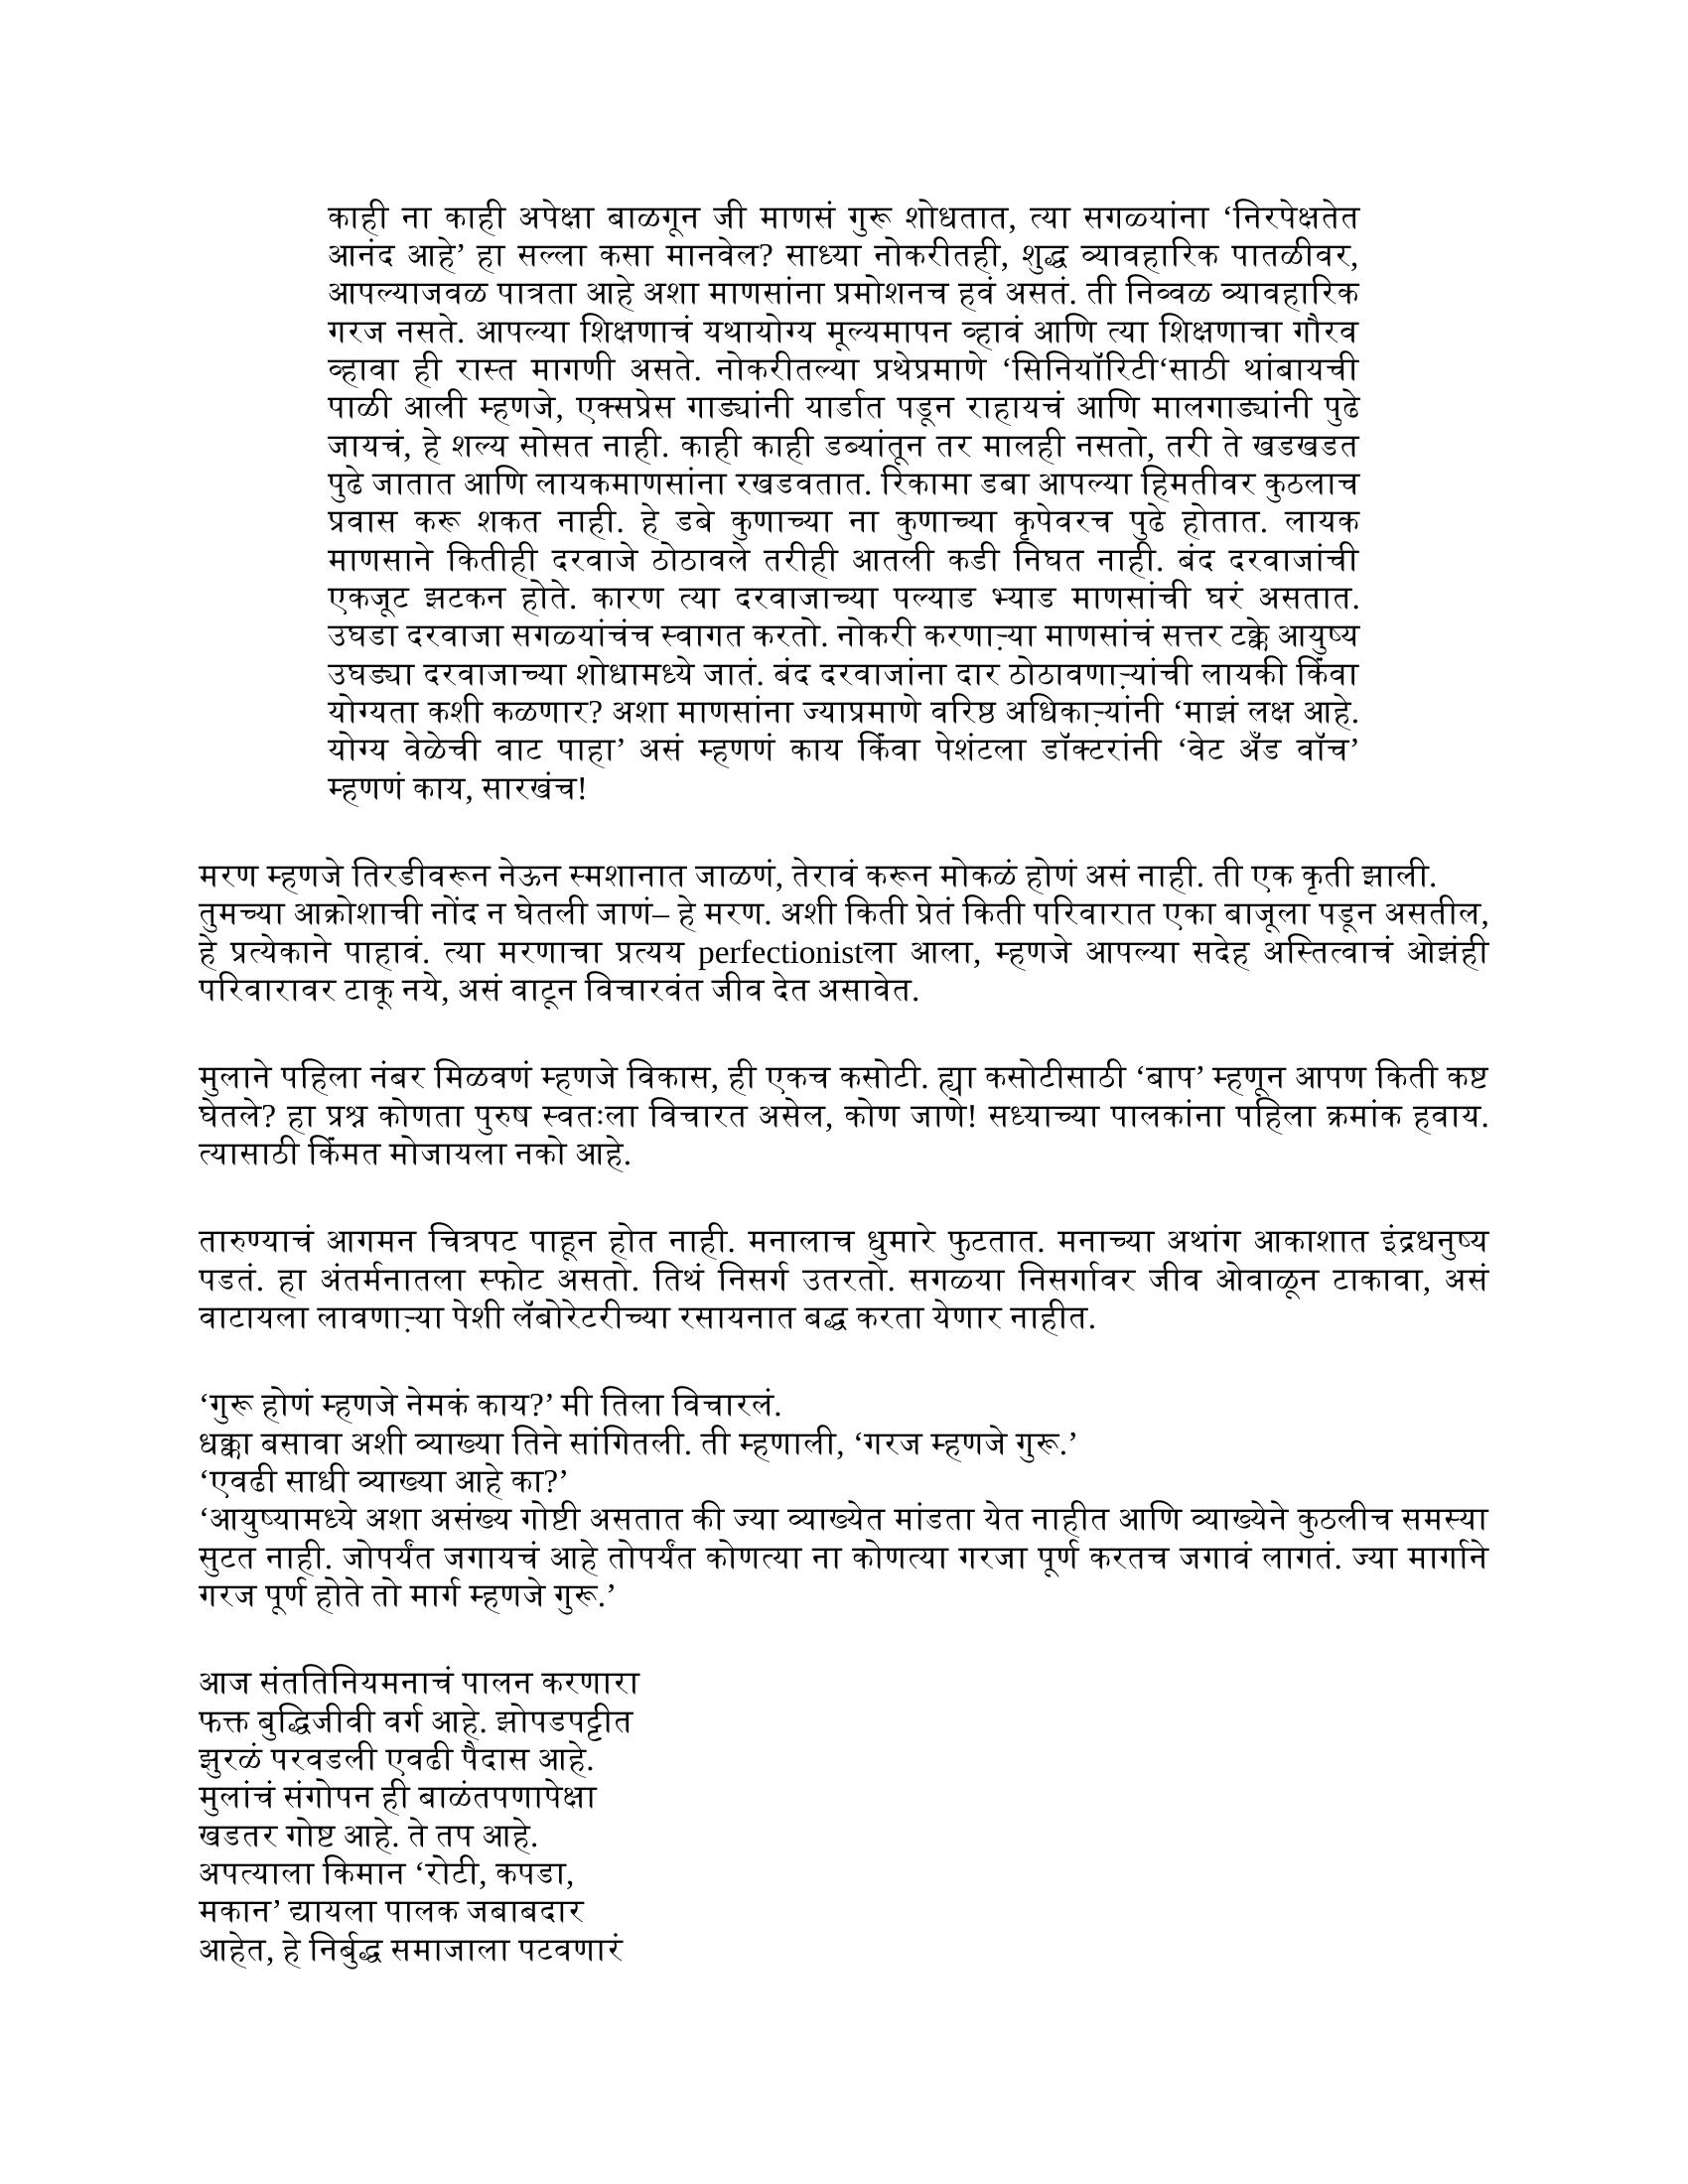 काही ना काही अपेक्षा बाळगून जी माणसं गुरू शोधतात, त्या सगळ्यांना ‘निरपेक्षतेत
आनंद आहे’ हा सल्ला कसा मानवेल? साध्या नोकरीतही, शुद्ध व्यावहारिक पातळीवर,
आपल्याजवळ पात्रता आहे अशा माणसांना प्रमोशनच हवं असतं. ती निव्वळ व्यावहारिक
गरज नसते. आपल्या शिक्षणाचं यथायोग्य मूल्यमापन व्हावं आणि त्या शिक्षणाचा गौरव
व्हावा ही रास्त मागणी असते. नोकरीतल्या प्रथेप्रमाणे ‘सिनियॉरिटी‘साठी थांबायची
पाळी आली म्हणजे, एक्सप्रेस गाड्यांनी यार्डात पडून राहायचं आणि मालगाड्यांनी पुढे
जायचं, हे शल्य सोसत नाही. काही काही डब्यांतून तर मालही नसतो, तरी ते खडखडत
पुढे जातात आणि लायकमाणसांना रखडवतात. रिकामा डबा आपल्या हिमतीवर कुठलाच
प्रवास करू शकत नाही. हे डबे कुणाच्या ना कुणाच्या कृपेवरच पुढे होतात. लायक
माणसाने कितीही दरवाजे ठोठावले तरीही आतली कडी निघत नाही. बंद दरवाजांची
एकजूट झटकन होते. कारण त्या दरवाजाच्या पल्याड भ्याड माणसांची घरं असतात.
उघडा दरवाजा सगळ्यांचंच स्वागत करतो. नोकरी करणाऱ्या माणसांचं सत्तर टक्के आयुष्य
उघड्या दरवाजाच्या शोधामध्ये जातं. बंद दरवाजांना दार ठोठावणाऱ्यांची लायकी किंवा
योग्यता कशी कळणार? अशा माणसांना ज्याप्रमाणे वरिष्ठ अधिकाऱ्यांनी ‘माझं लक्ष आहे.
योग्य वेळेची वाट पाहा’ असं म्हणणं काय किंवा पेशंटला डॉक्टरांनी ‘वेट अँड वॉच’
म्हणणं काय, सारखंच!
मरण म्हणजे तिरडीवरून नेऊन स्मशानात जाळणं, तेरावं करून मोकळं होणं असं नाही. ती एक कृती झाली.
तुमच्या आक्रोशाची नोंद न घेतली जाणं– हे मरण. अशी किती प्रेतं किती परिवारात एका बाजूला पडून असतील,
हे प्रत्येकाने पाहावं. त्या मरणाचा प्रत्यय perfectionistला आला, म्हणजे आपल्या सदेह अस्तित्वाचं ओझंही
परिवारावर टाकू नये, असं वाटून विचारवंत जीव देत असावेत.
मुलाने पहिला नंबर मिळवणं म्हणजे विकास, ही एकच कसोटी. ह्या कसोटीसाठी ‘बाप’ म्हणून आपण किती कष्ट
घेतले? हा प्रश्न कोणता पुरुष स्वतःला विचारत असेल, कोण जाणे! सध्याच्या पालकांना पहिला क्रमांक हवाय.
त्यासाठी किंमत मोजायला नको आहे.
तारुण्याचं आगमन चित्रपट पाहून होत नाही. मनालाच धुमारे फुटतात. मनाच्या अथांग आकाशात इंद्रधनुष्य
पडतं. हा अंतर्मनातला स्फोट असतो. तिथं निसर्ग उतरतो. सगळ्या निसर्गावर जीव ओवाळून टाकावा, असं
वाटायला लावणाऱ्या पेशी लॅबोरेटरीच्या रसायनात बद्ध करता येणार नाहीत.
‘गुरू होणं म्हणजे नेमकं काय?’ मी तिला विचारलं.
धक्का बसावा अशी व्याख्या तिने सांगितली. ती म्हणाली, ‘गरज म्हणजे गुरू.’
‘एवढी साधी व्याख्या आहे का?’
‘आयुष्यामध्ये अशा असंख्य गोष्टी असतात की ज्या व्याख्येत मांडता येत नाहीत आणि व्याख्येने कुठलीच समस्या
सुटत नाही. जोपर्यंत जगायचं आहे तोपर्यंत कोणत्या ना कोणत्या गरजा पूर्ण करतच जगावं लागतं. ज्या मार्गाने
गरज पूर्ण होते तो मार्ग म्हणजे गुरू.’
आज संततिनियमनाचं पालन करणारा
फक्त बुद्धिजीवी वर्ग आहे. झोपडपट्टीत
झुरळं परवडली एवढी पैदास आहे.
मुलांचं संगोपन ही बाळंतपणापेक्षा
खडतर गोष्ट आहे. ते तप आहे.
अपत्याला किमान ‘रोटी, कपडा,
मकान’ द्यायला पालक जबाबदार
आहेत, हे निर्बुद्ध समाजाला पटवणारं